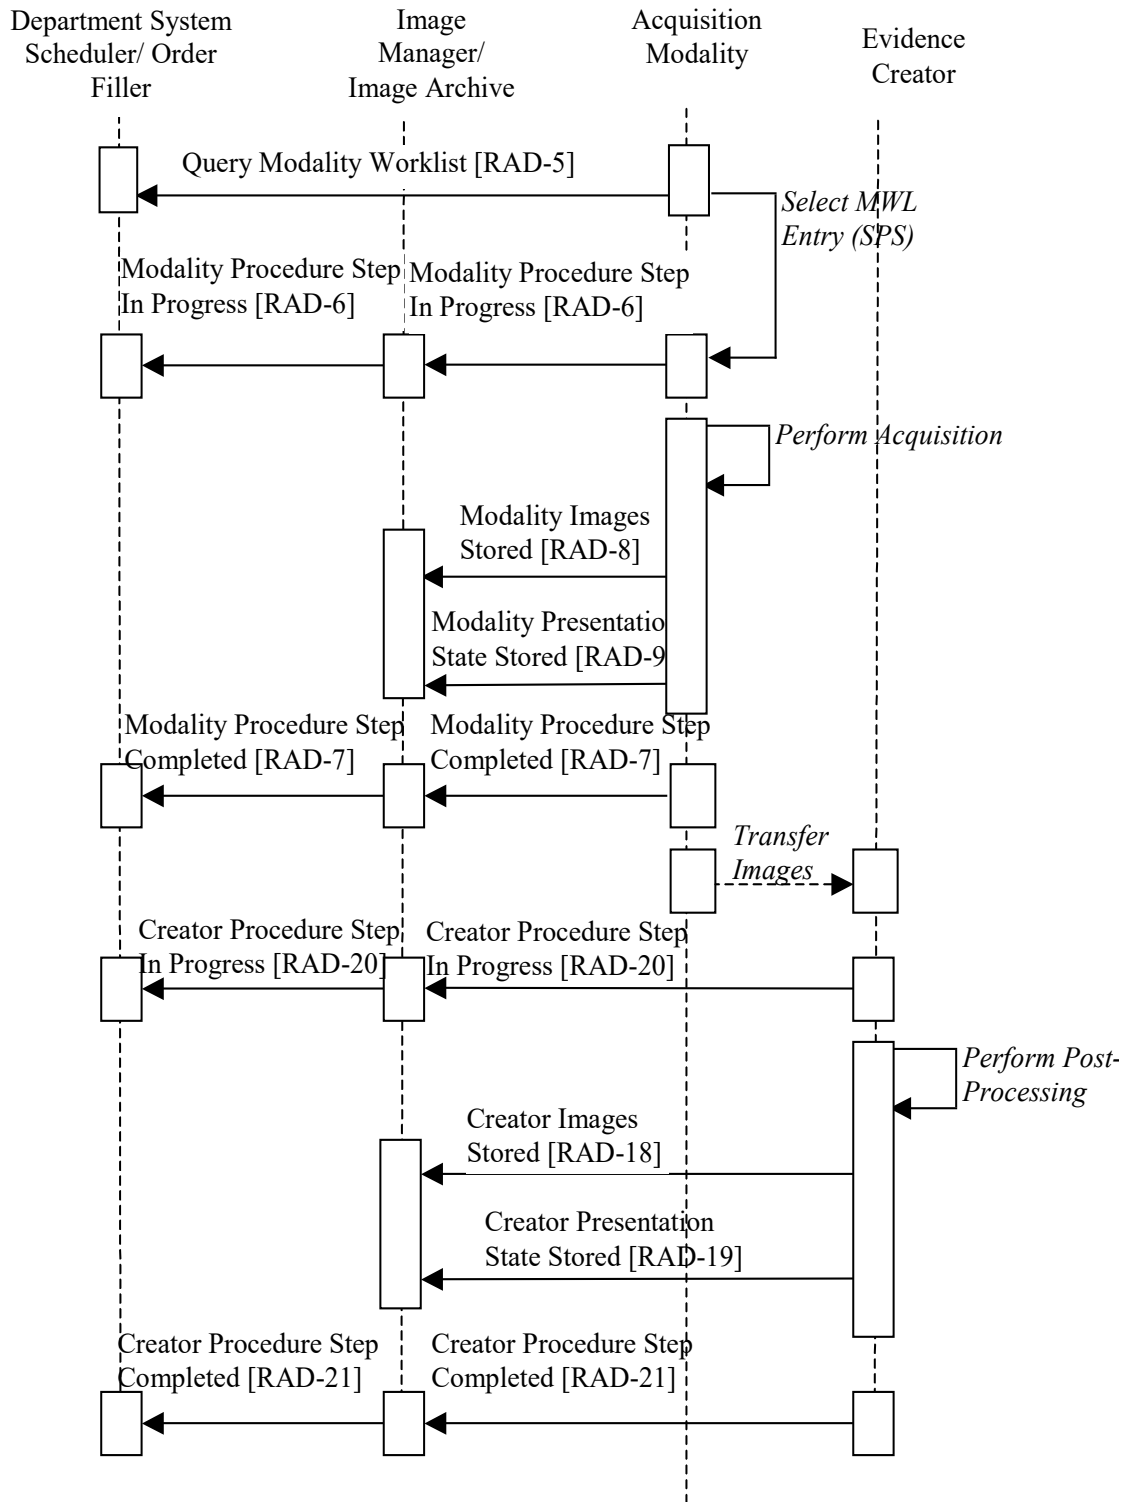 Department System
Scheduler/ Order
Filler
Image
Manager/
Image Archive
Acquisition
Modality
Evidence
Creator
Query Modality Worklist [RAD-5]
Select MWL
Entry (SPS)
Modality Procedure Step
In Progress [RAD-6]
Modality Procedure Step
In Progress [RAD-6]
Perform Acquisition
Modality Images
Stored [RAD-8]
Modality Presentatio
State Stored [RAD-9
Modality Procedure Step
Completed [RAD-7]
Modality Procedure Step
Completed [RAD-7]
Transfer
Images
Creator Procedure Step
In Progress [RAD-20]
Creator Procedure Step
In Progress [RAD-20]
Perform Post-
Processing
Creator Images
Stored [RAD-18]
Creator Presentation
State Stored [RAD-19]
Creator Procedure Step
Completed [RAD-21]
Creator Procedure Step
Completed [RAD-21]